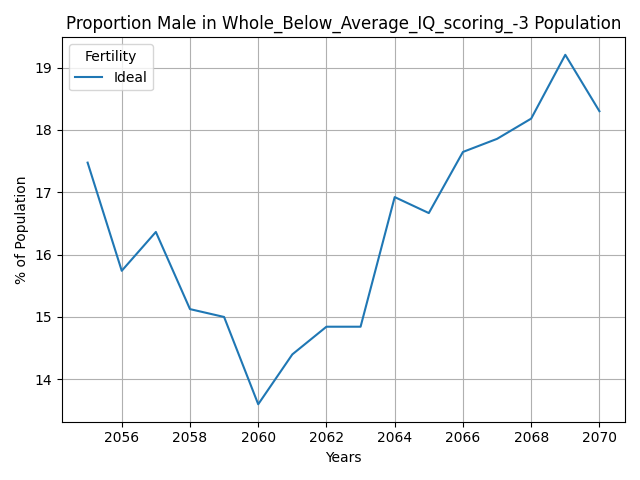 Proportion Male in Whole_Below_Average_IQ_scoring_-3 Population
Fertility
Ideal
% of Population
19
18
17
16
15
14
2056 2058 2060 2062 2064 2066 2068 2070
Years